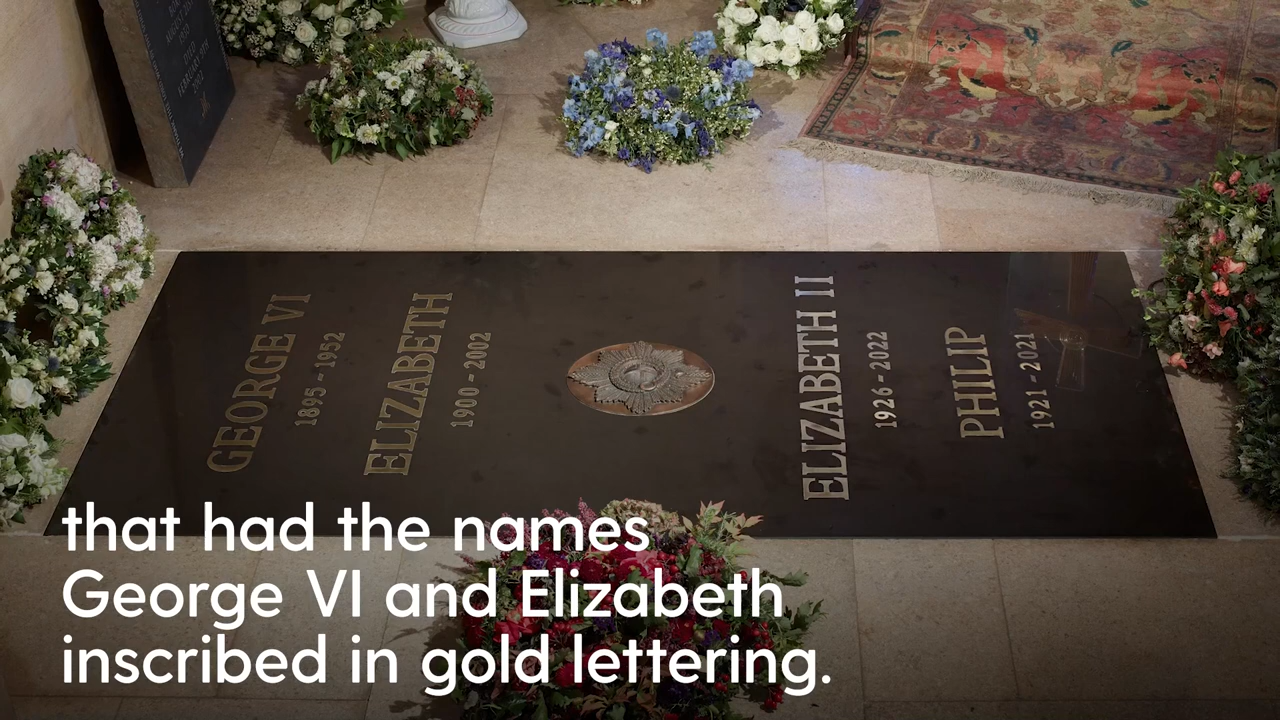 GEORGE VI
1895 - 1952
ELIZABETH
1900 - 2002
ELIZABETH II
1926 - 2022
PHILIP
1921 - 2021
that had the names
George VI and Elizabeth
inscribed in gold lettering.